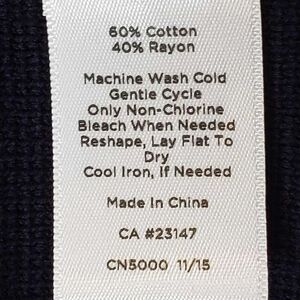 60% Cotton
40% Rayon
Machine Wash Cold
Gentle Cycle
Only Non-Chlorine
Bleach When Needed
Reshape, Lay Flat To
Dry
Cool Iron, If Needed
Made In China
CA #23147
CN5000 11/15